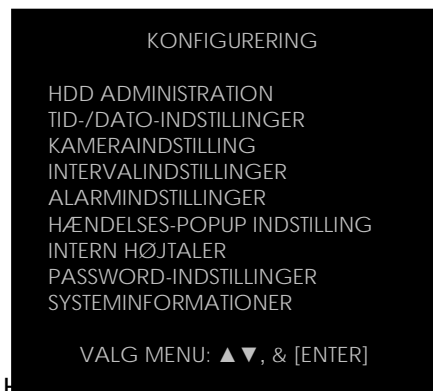 KONFIGURERING
HDD ADMINISTRATION
TID-/DATO-INDSTILLINGER
KAMERAINDSTILLING
INTERVALINDSTILLINGER
ALARMINDSTILLINGER
HÆNDELSES-POPUP INDSTILLING
INTERN HØJTALER
PASSWORD-INDSTILLINGER
SYSTEMINFORMATIONER
VALG MENU: ▲▼, & [ENTER]